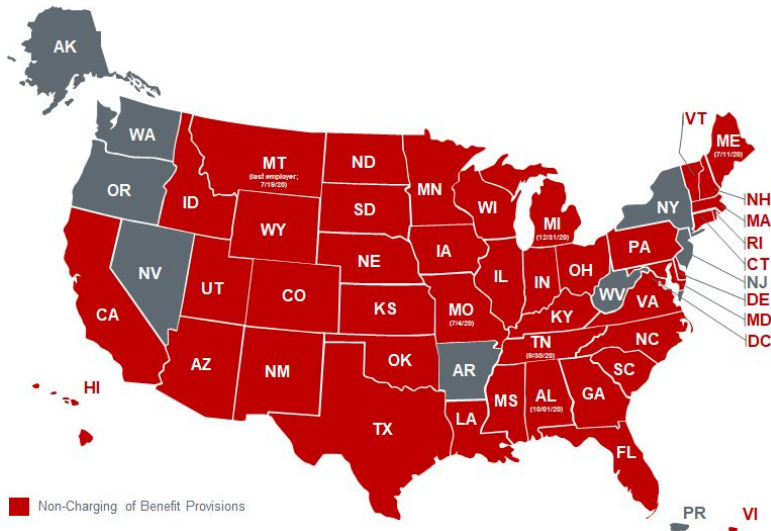 AK
WA
OR
MT
(last employer;
7/19/20)
ND
MN
ID
SD
WI
WY
MI
(12/31/20)
NY
VT
ME
(7/11/20)
NH
MA
RI
CT
NJ
DE
MD
DC
NV
UT
CO
NE
IA
IL
IN
OH
PA
WV
VA
CA
KS
MO
(7/4/20)
KY
NC
TN
(9/30/20)
AZ
NM
OK
AR
SC
MS
AL
(10/01/20)
GA
HI
TX
LA
FL
Non-Charging of Benefit Provisions
PR
VI